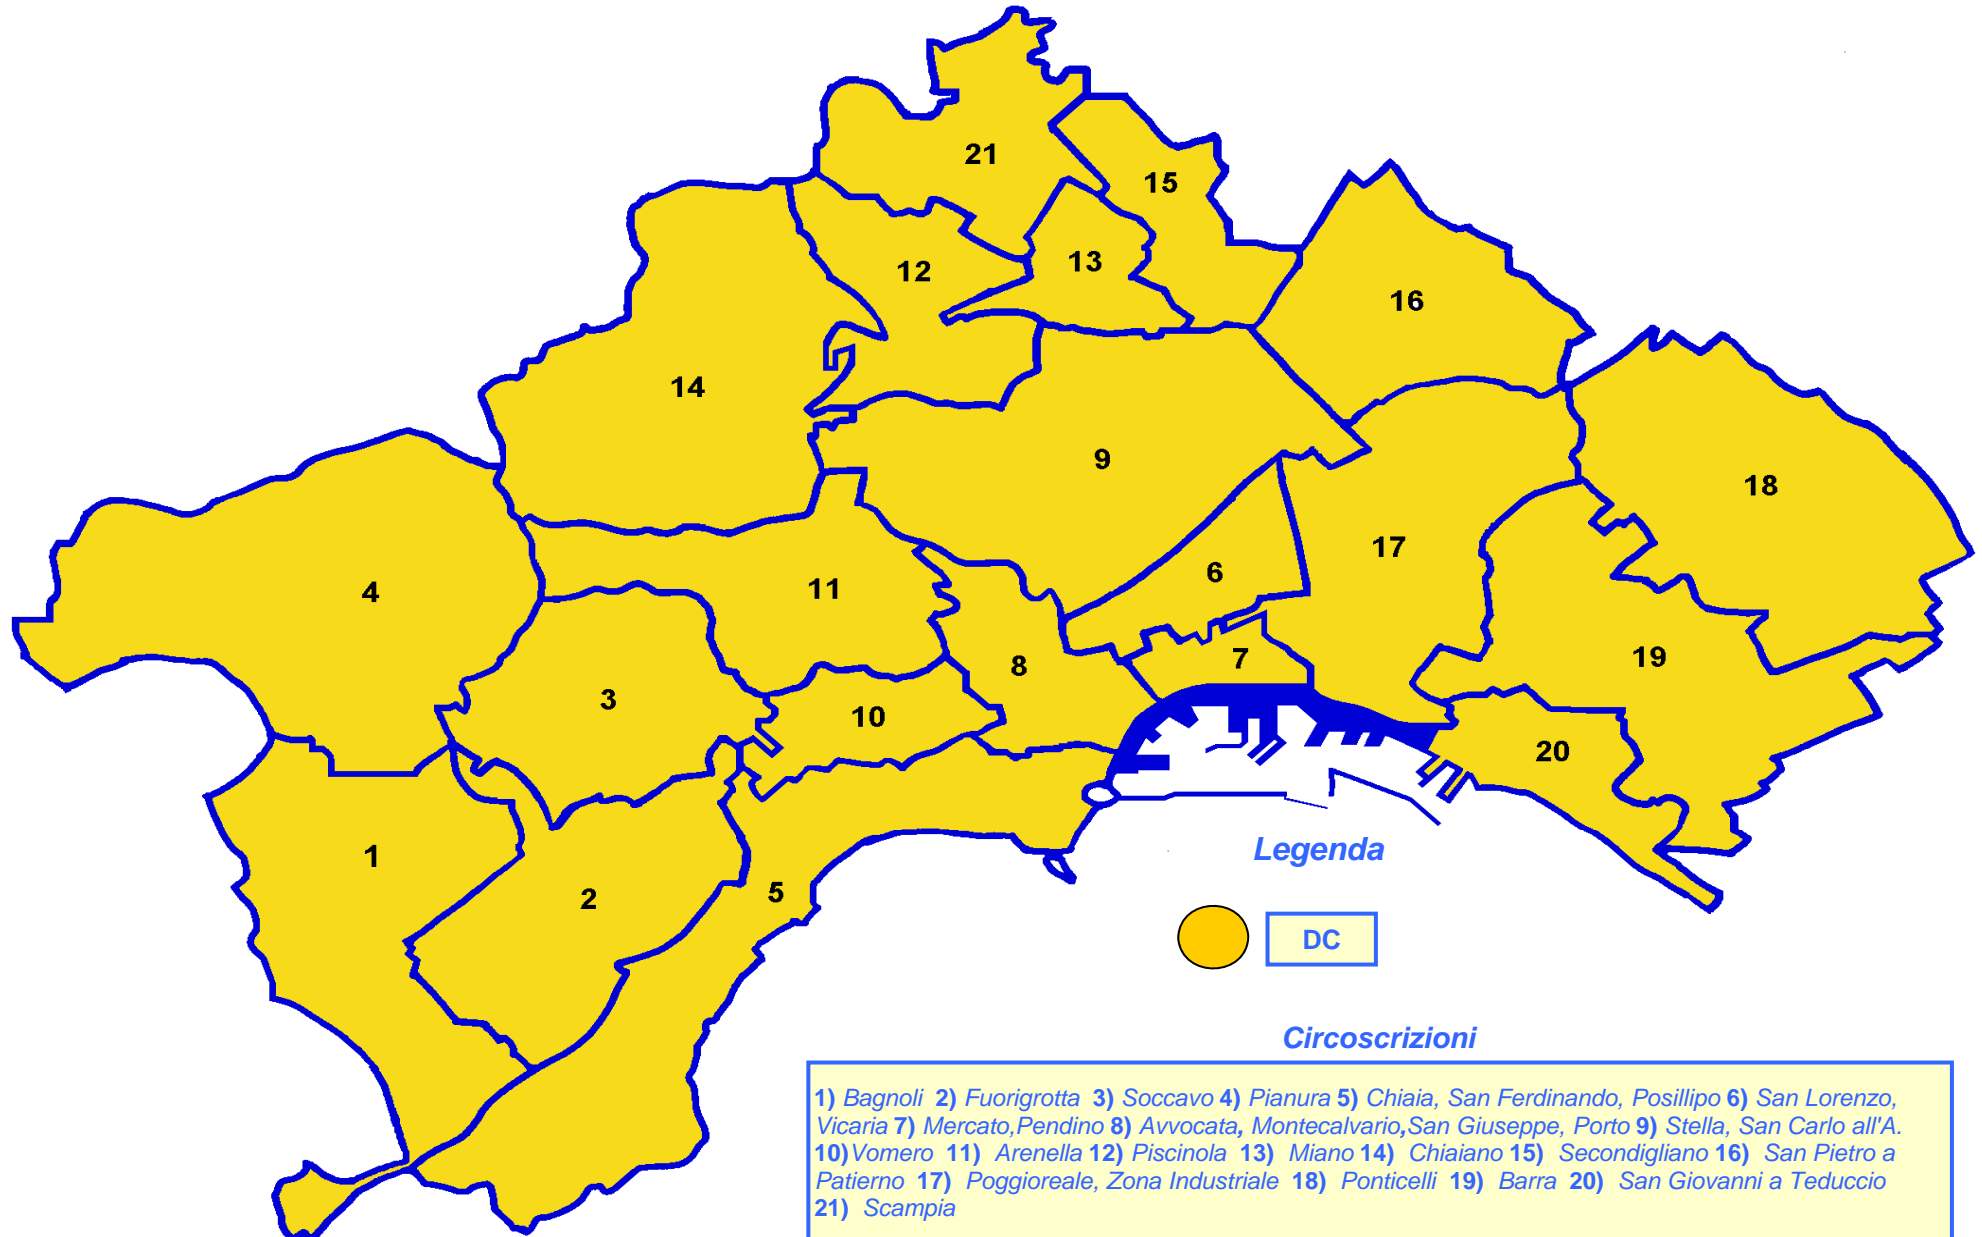 21
15
12
13
16
14
9
18
17
6
4
11
19
7
8
3
10
20
1
2
5
Legenda
DC
Circoscrizioni
1) Bagnoli 2) Fuorigrotta 3) Soccavo 4) Pianura 5) Chiaia, San Ferdinando, Posillipo 6) San Lorenzo,
Vicaria 7) Mercato,Pendino 8) Avvocata, Montecalvario,San Giuseppe, Porto 9) Stella, San Carlo all'A.
10)Vomero 11) Arenella 12) Piscinola 13) Miano 14) Chiaiano 15) Secondigliano 16) San Pietro a
Patierno 17) Poggioreale, Zona Industriale 18) Ponticelli 19) Barra 20) San Giovanni a Teduccio
21) Scampia